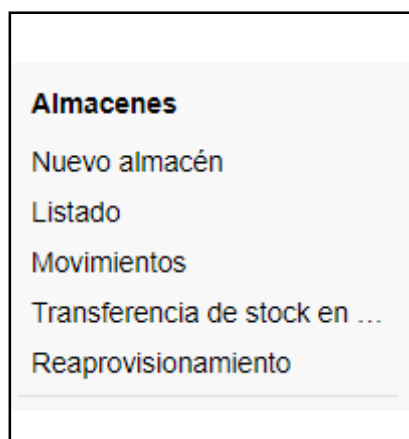 Almacenes
Nuevo almacén
Listado
Movimientos
Transferencia de stock en ...
Reaprovisionamiento